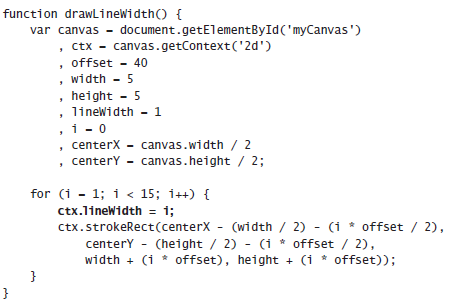 function drawLineWidth() {
    var canvas = document.getElementById('myCanvas')
        , ctx = canvas.getContext('2d')
        , offset = 40
        , width = 5
        , height = 5
        , lineWidth = 1
        , i = 0
        , centerX = canvas.width / 2
        , centerY = canvas.height / 2;

    for (i = 1; i < 15; i++) {
        ctx.lineWidth = i;
        ctx.strokeRect(centerX - (width / 2) - (i * offset / 2),
            centerY - (height / 2) - (i * offset / 2),
            width + (i * offset), height + (i * offset));
    }
}